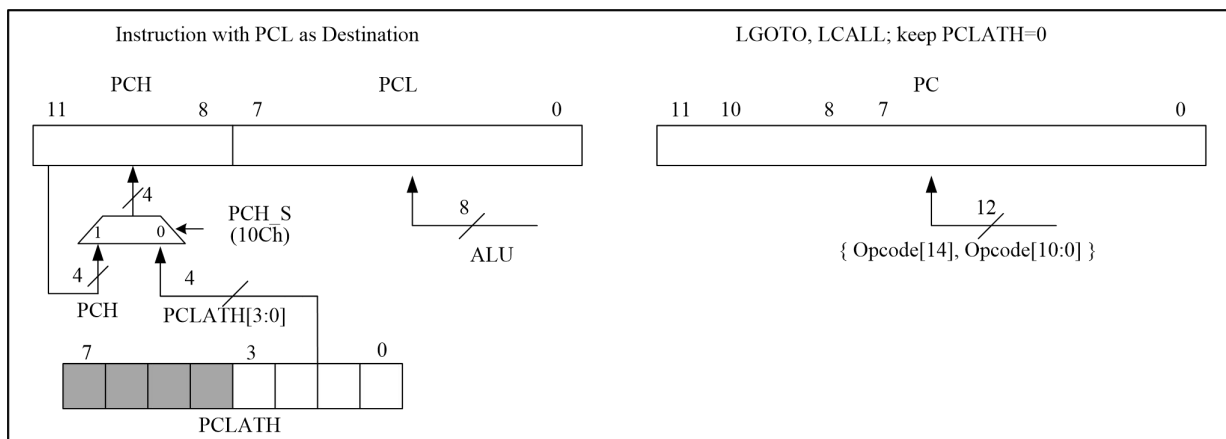 Instruction with PCL as Destination
PCH PCL
11 8 7 0
4
1 0
PCH_S
(10Ch)
8
ALU
4
PCH
4
PCLATH[3:0]
7 3 0
PCLATH
LGOTO, LCALL; keep PCLATH=0
PC
11 10 8 7 0
12
{ Opcode[14], Opcode[10:0] }